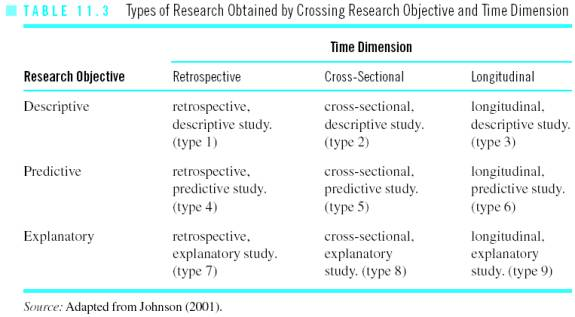 TABLE 11.3 Types of Research Obtained by Crossing Research Objective and Time Dimension
Time Dimension
Research Objective Retrospective Cross-Sectional Longitudinal
Descriptive retrospective, cross-sectional, longitudinal,
descriptive study. descriptive study. descriptive study.
(type 1) (type 2) (type 3)
Predictive retrospective, cross-sectional, longitudinal,
predictive study. predictive study. predictive study.
(type 4) (type 5) (type 6)
Explanatory retrospective, cross-sectional, longitudinal,
explanatory study. explanatory explanatory
(type 7) study. (type 8) study. (type 9)
Source: Adapted from Johnson (2001).